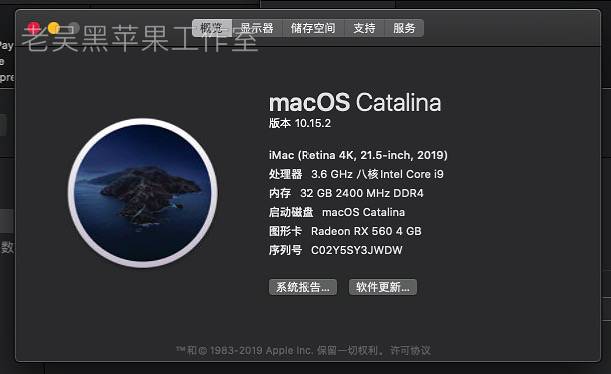 Pay
e
pre
数
老吴黑苹果工作室
概览 显示器 储存空间 支持 服务
macOS Catalina
版本 10.15.2
iMac (Retina 4K, 21.5-inch, 2019)
处理器 3.6 GHz 八核Intel Core i9
内存 32 GB 2400 MHz DDR4
启动磁盘 macOS Catalina
图形卡 Radeon RX 560 4 GB
序列号 C02Y5SY3JWDW
系统报告... 软件更新...
™和© 1983-2019 Apple Inc. 保留一切权利。许可协议